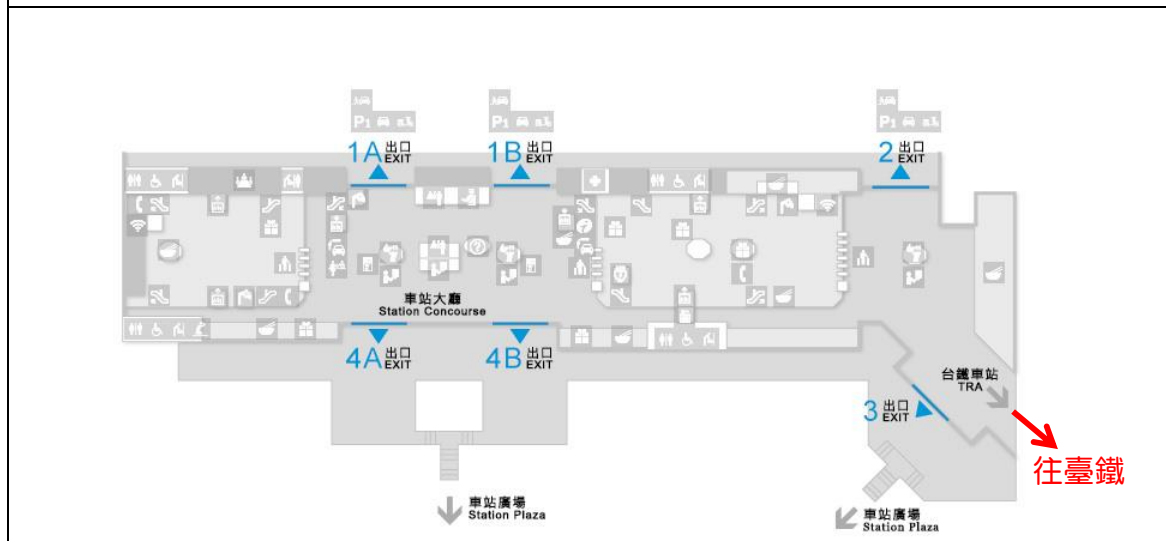 P1
P1
P1
1A 出口
EXIT
1B 出口
EXIT
2 出口
EXIT
車站大廳
Station Concourse
4A 出口
EXIT
4B 出口
EXIT
台鐵車站
TRA
3 出口
EXIT
往臺鐵
車站廣場
Station Plaza
車站廣場
Station Plaza